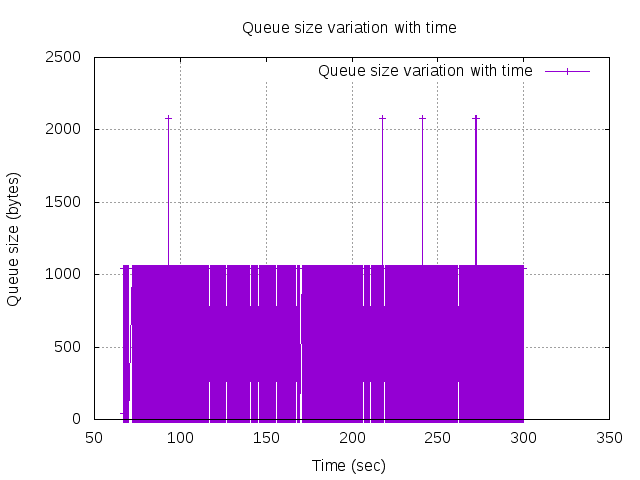 Queue size variation with time
Queue size variation with time
2500
2000
1500
1000
500
0
Queue size (bytes)
50 100 150 200 250 300 350
Time (sec)